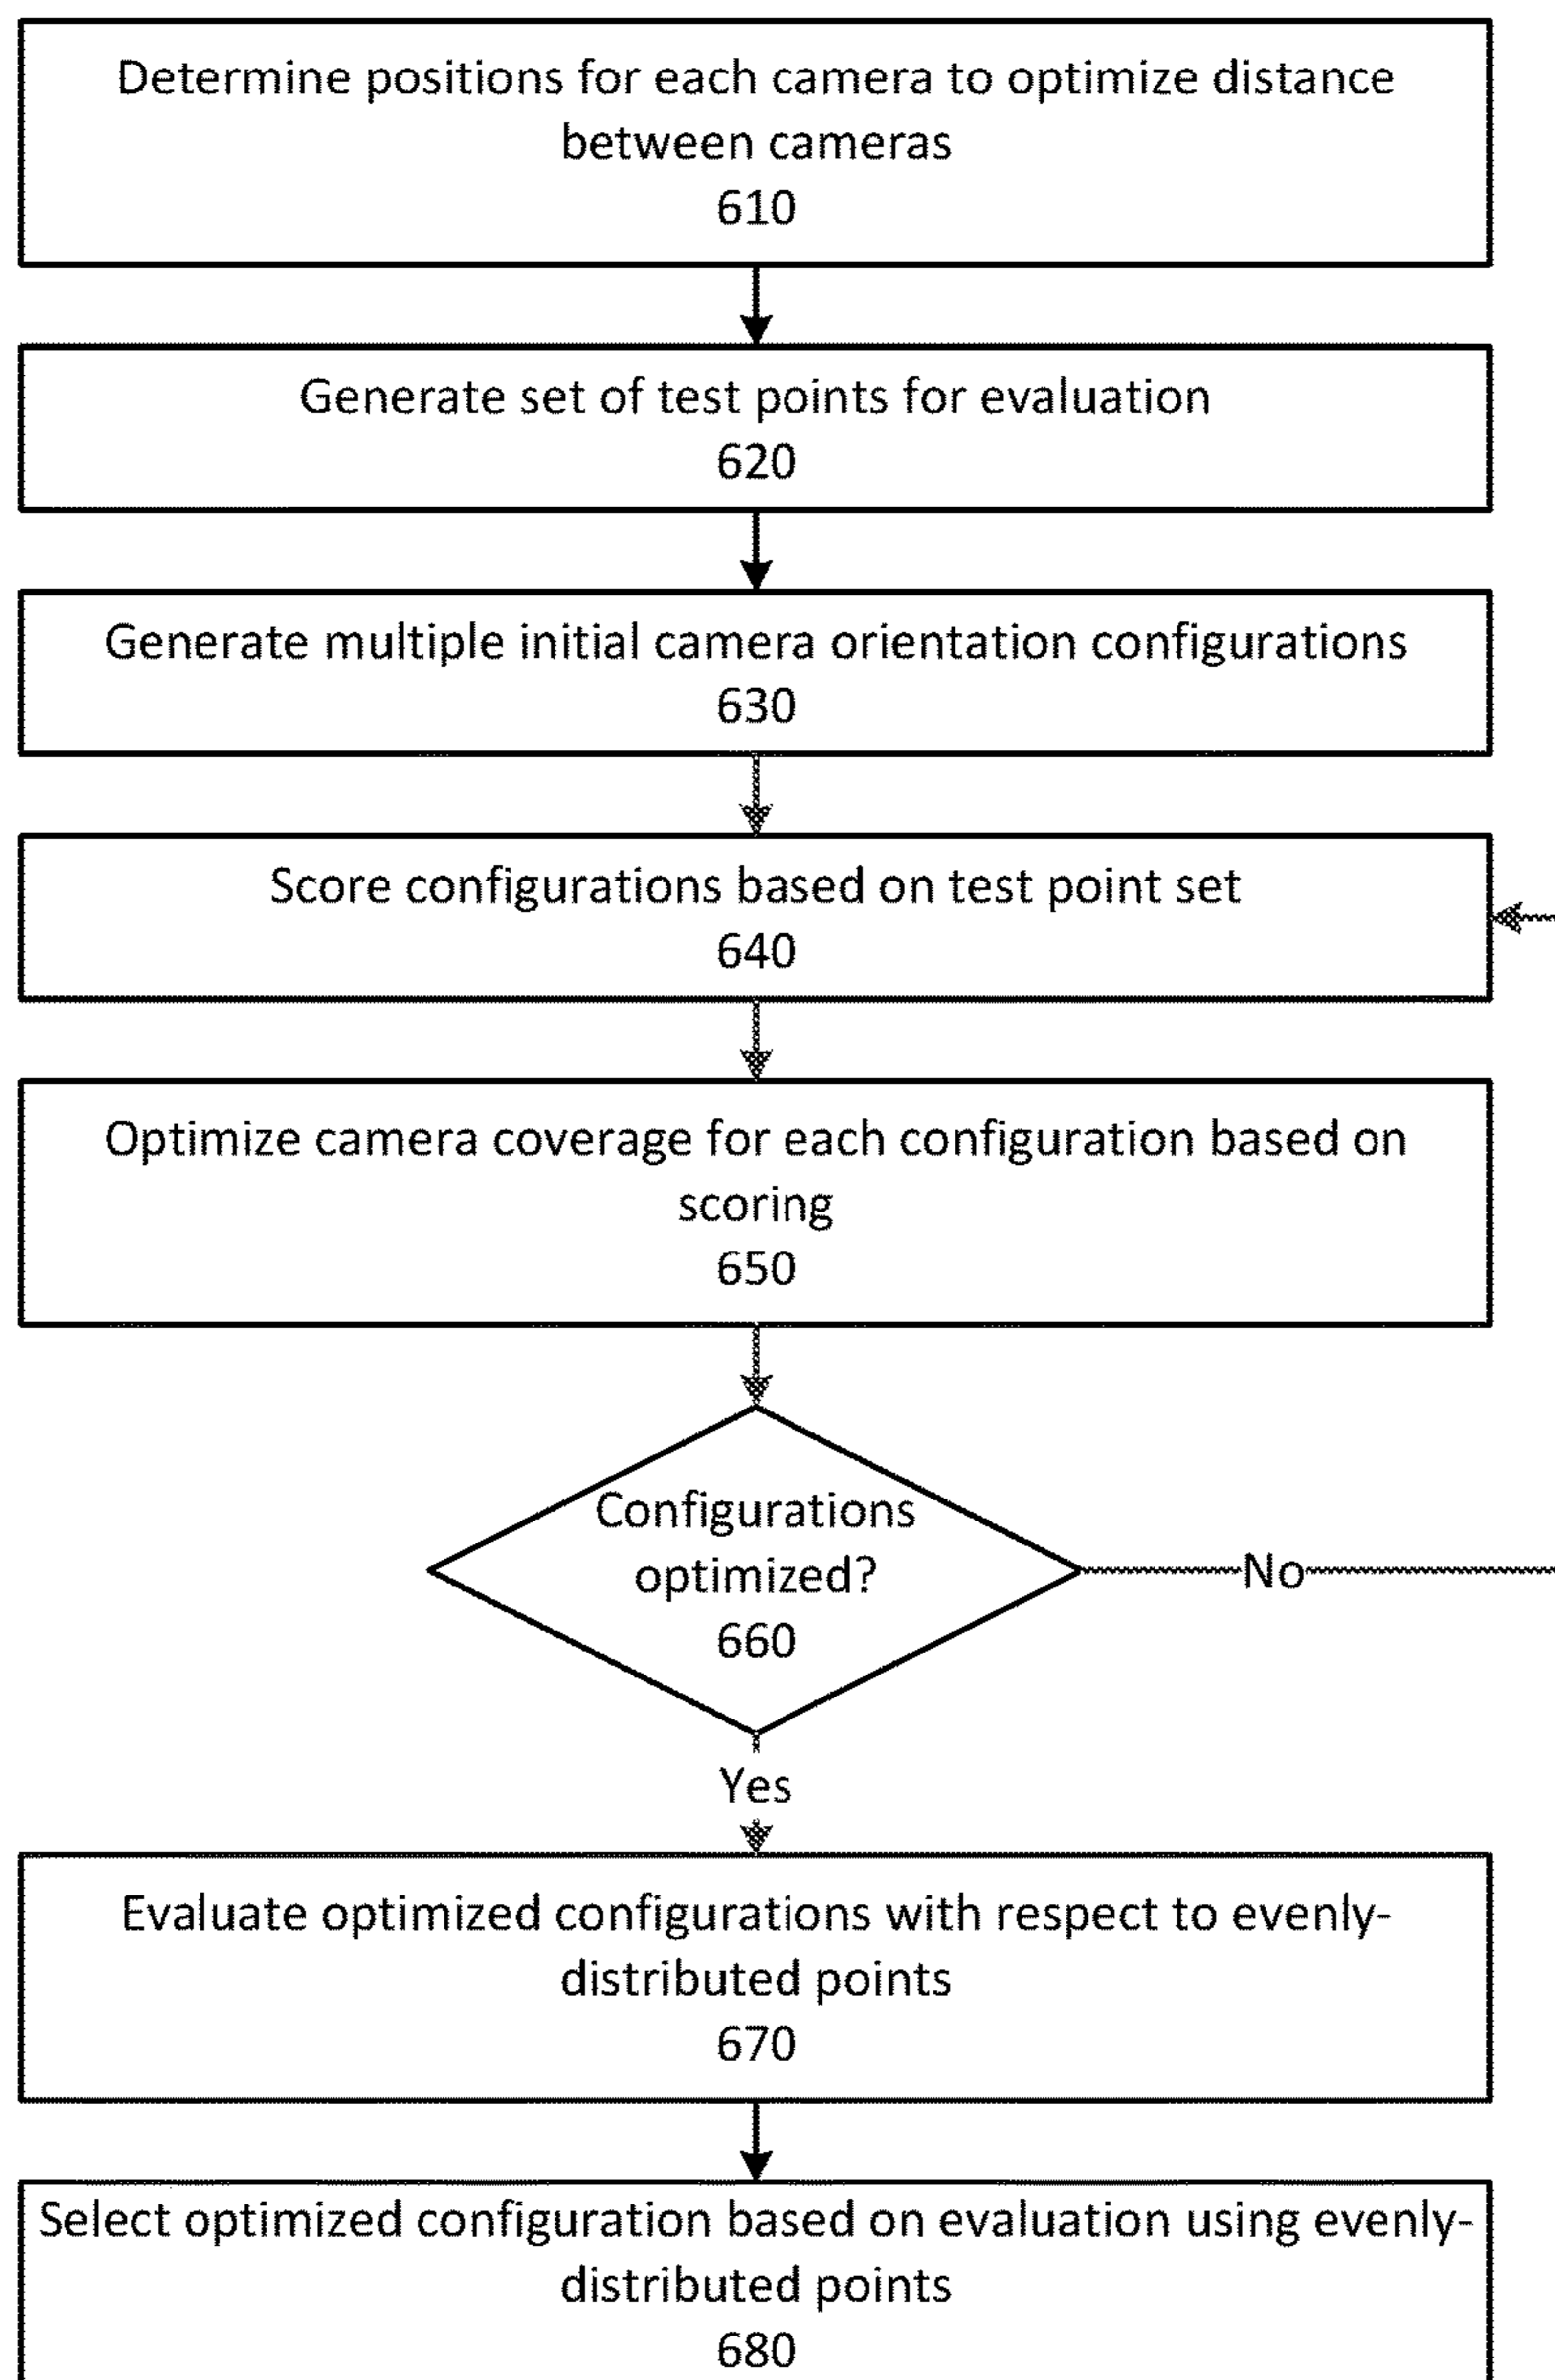 Determine positions for each camera to optimize distance
between cameras
610
Generate set of test points for evaluation
620
Generate multiple initial camera orientation configurations
630
Score configurations based on test point set
640
Optimize camera coverage for each configuration based on
scoring
650
Configurations
optimized?
660
No
Yes
Evaluate optimized configurations with respect to evenly-
distributed points
670
Select optimized configuration based on evaluation using evenly-
distributed points
680